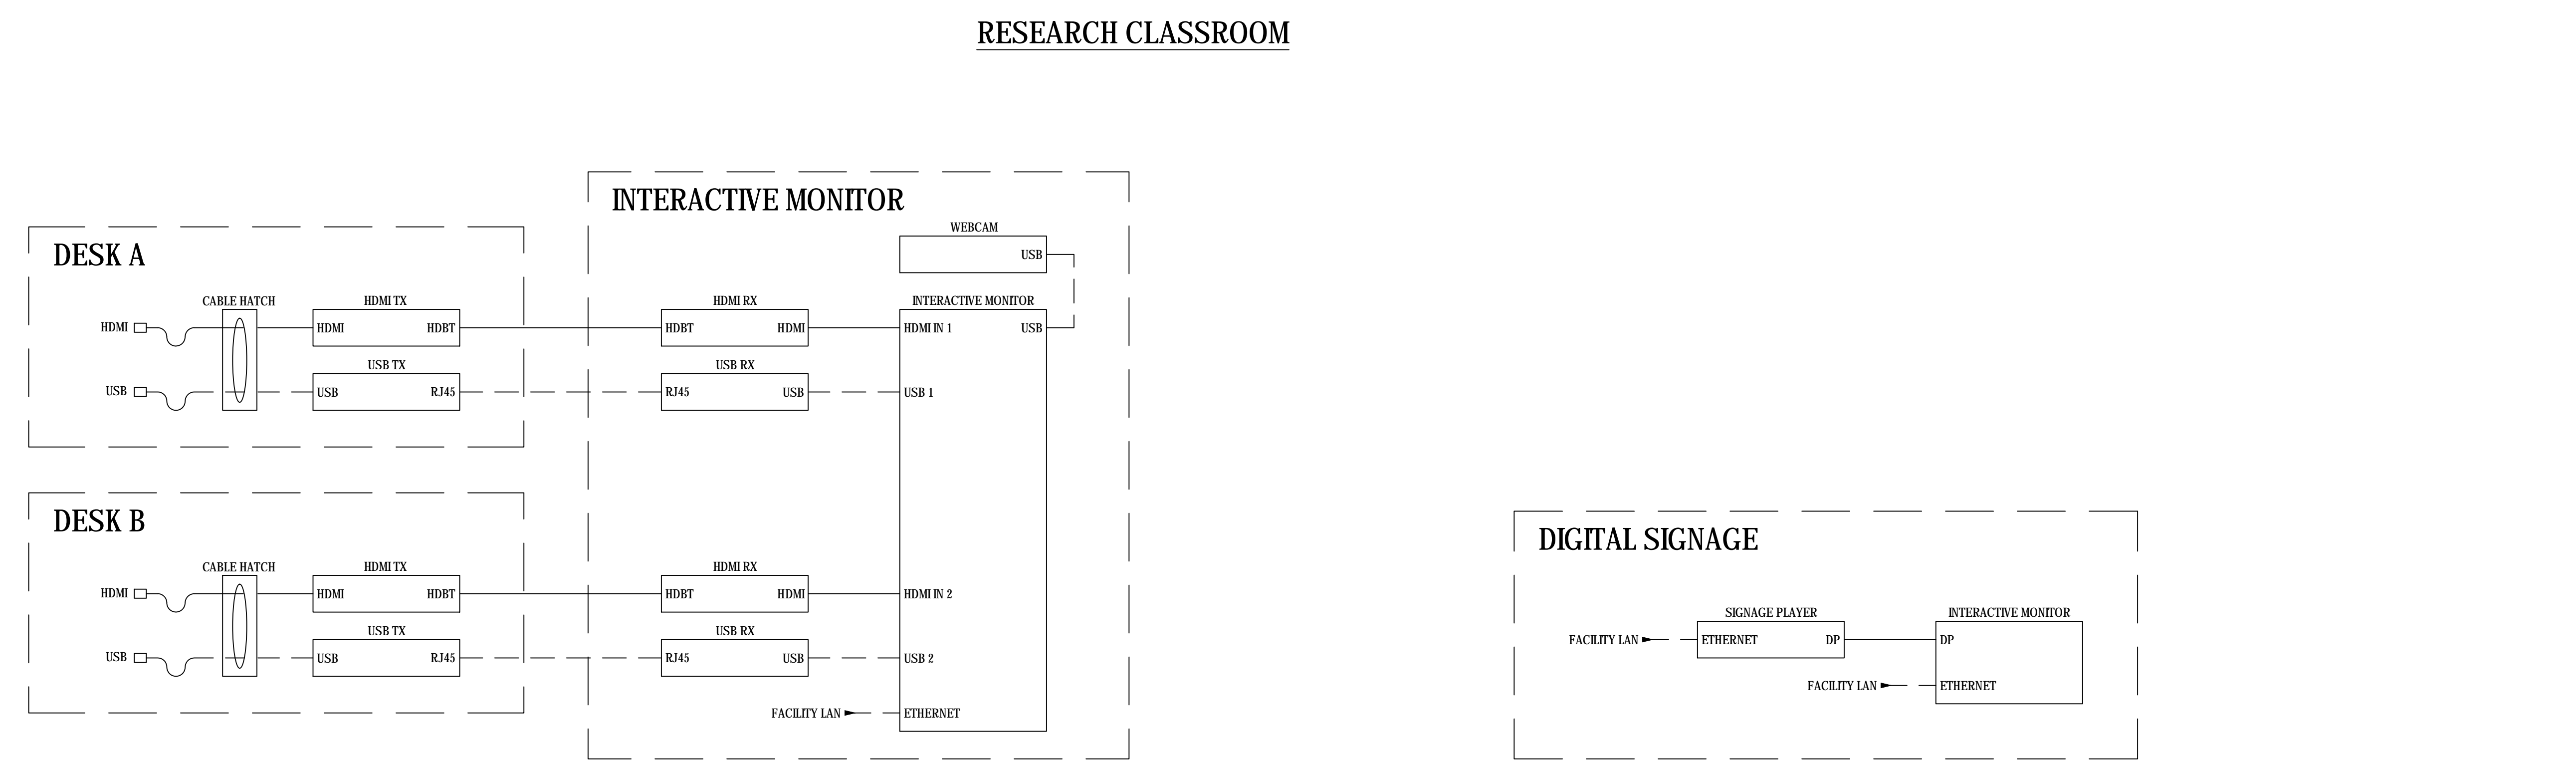 RESEARCH CLASSROOM
INTERACTIVE MONITOR
WEBCAM
USB
DESK A
CABLE HATCH
HDMI TX
HDMI RX
INTERACTIVE MONITOR
HDMI
HDMI
HDBT
HDBT
HDMI
HDMI IN 1
USB
USB TX
USB RX
USB
USB
RJ45
RJ45
USB
USB 1
DESK B
CABLE HATCH
HDMI TX
HDMI RX
HDMI
HDMI
HDBT
HDBT
HDMI
HDMI IN 2
USB TX
USB RX
USB
USB
RJ45
RJ45
USB
USB 2
FACILITY LAN
ETHERNET
DIGITAL SIGNAGE
SIGNAGE PLAYER
INTERACTIVE MONITOR
FACILITY LAN
ETHERNET
DP
DP
FACILITY LAN
ETHERNET